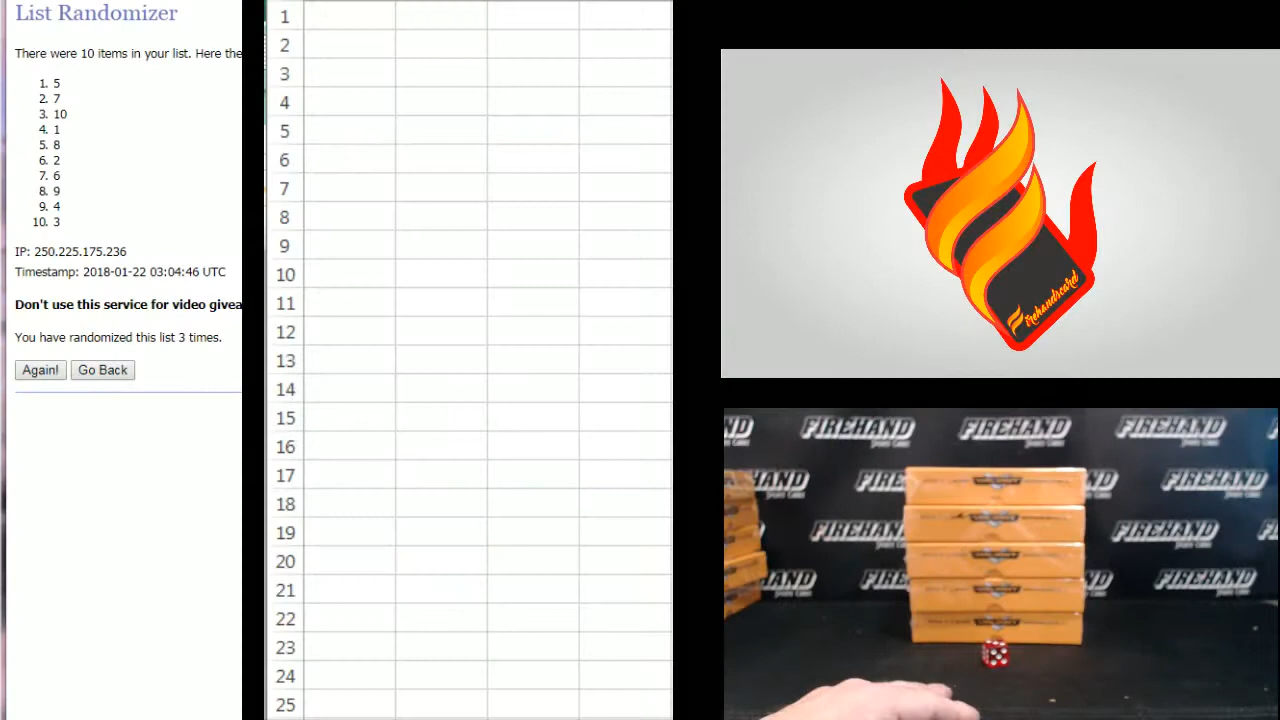 List Randomizer
There were 10 items in your list. Here the
1. 5
2. 7
3. 10
4. 1
5. 8
6. 2
7. 6
8. 9
9. 4
10. 3
IP: 250.225.175.236
Timestamp: 2018-01-22 03:04:46 UTC
Don't use this service for video givea
You have randomized this list 3 times.
Again! Go Back
1
2
3
4
5
6
7
8
9
10
11
12
13
14
15
16
17
18
19
20
21
22
23
24
25
Firehandscard
FIREHAND FIREHAND FIREHAND
FIREHAND
FIREHAND
FIREHAND